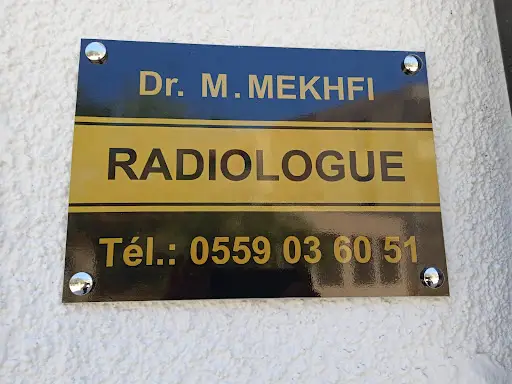 Dr. M. MEKHFI
RADIOLOGUE
Tél.: 0559 03 60 51